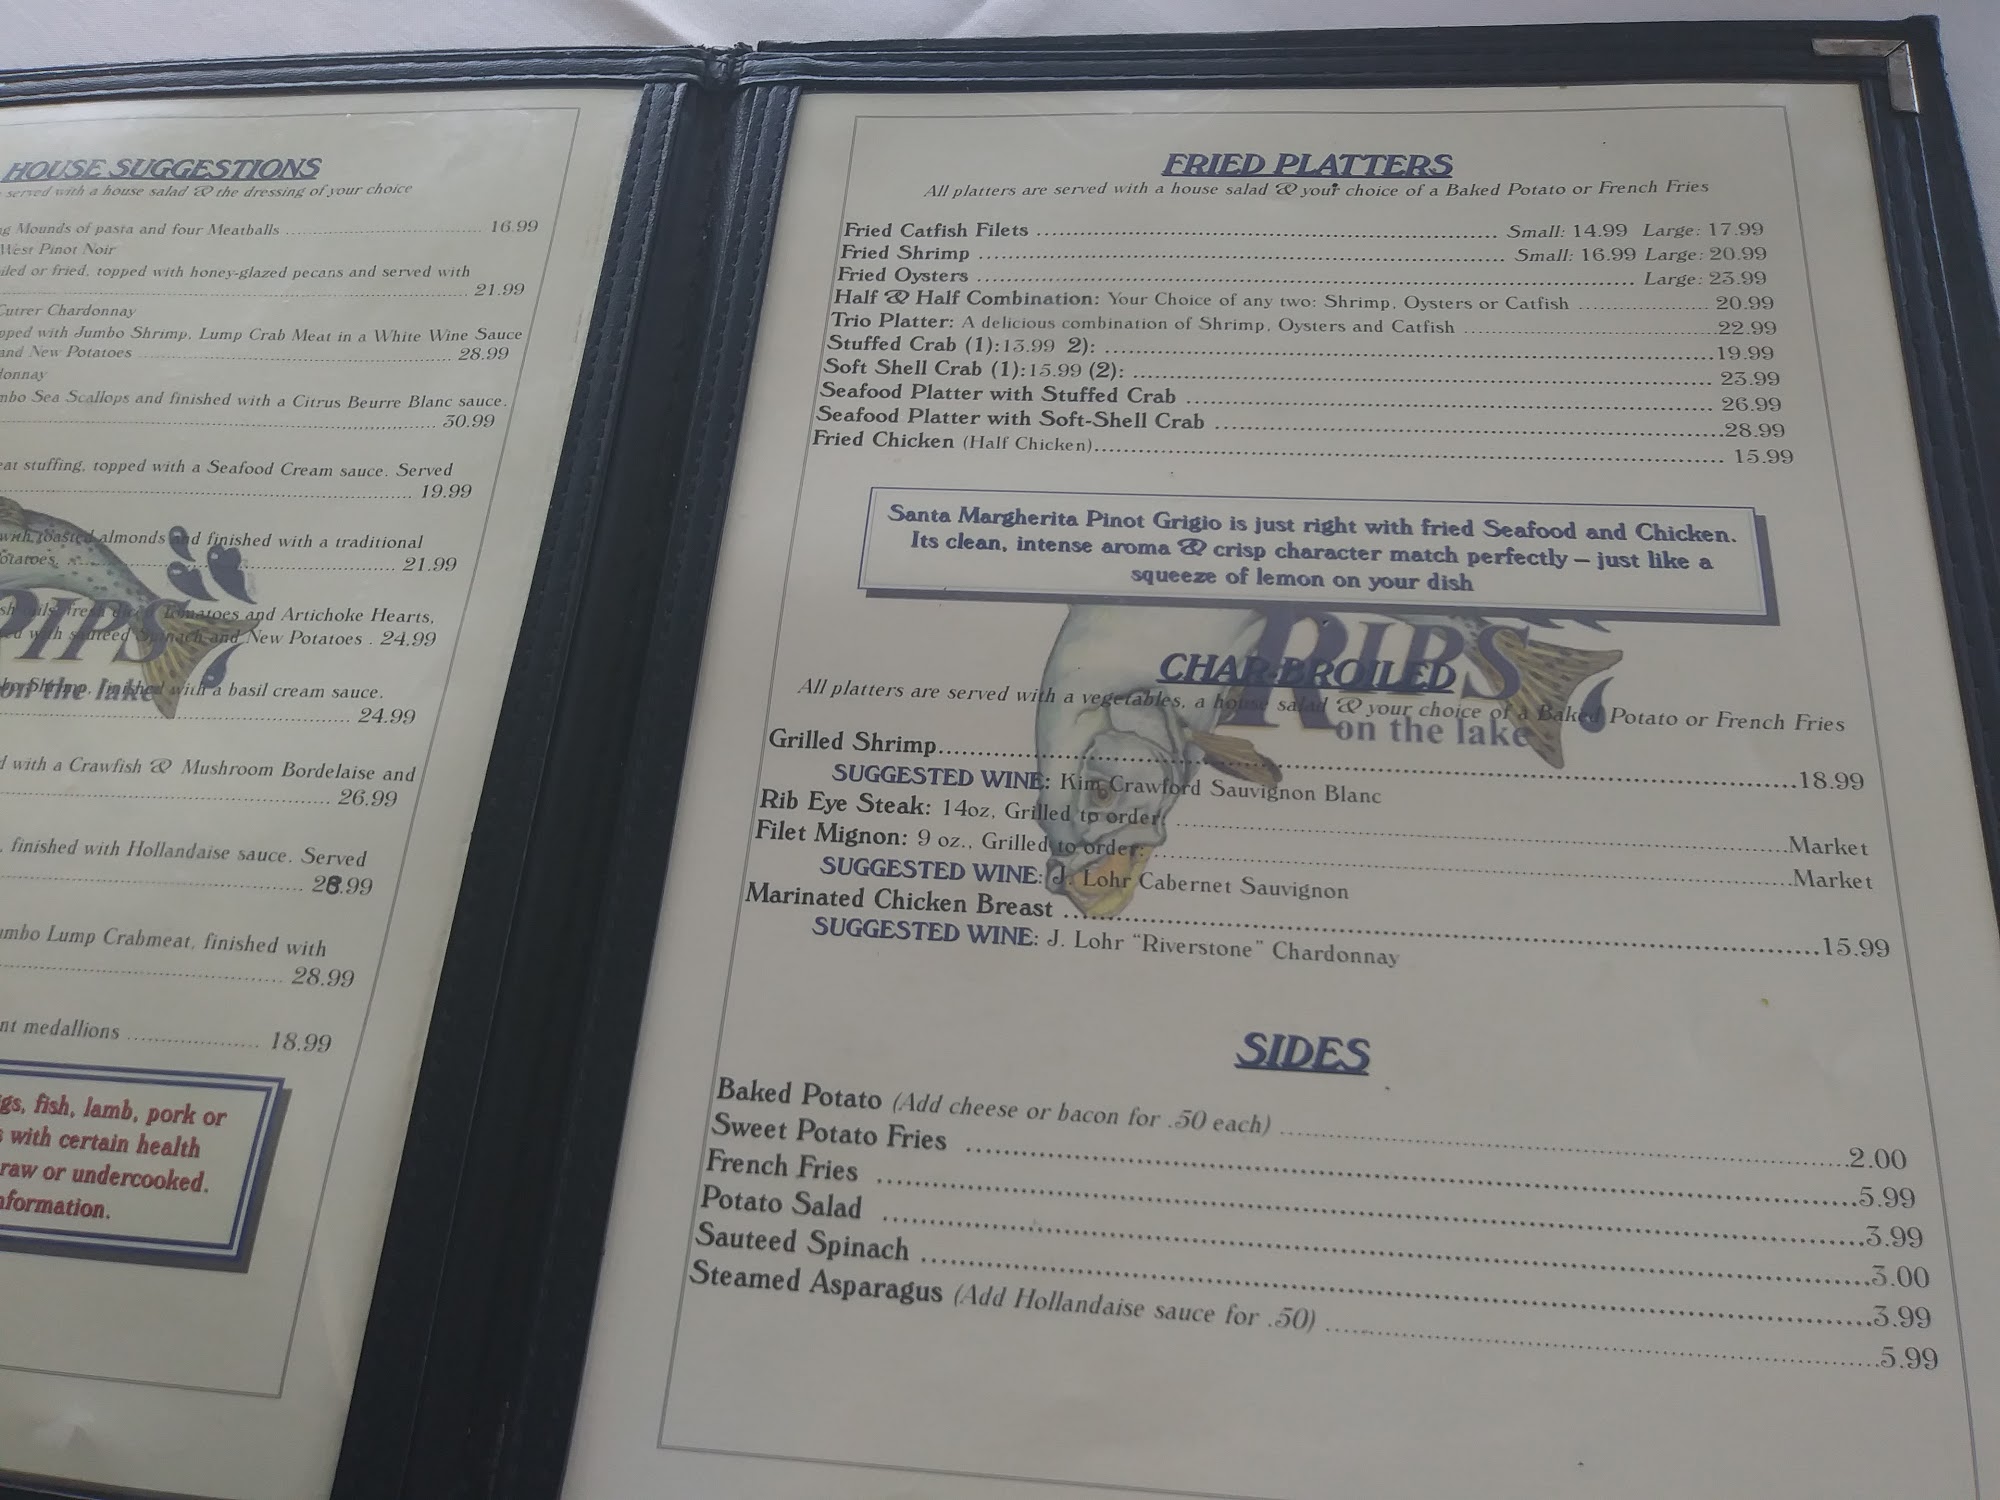 HOUSE SUGGESTIONS
served with a house salad & the dressing of your choice
Mounds of pasta and four Meatballs 16.99
West Pinot Noir
or fried, topped with honey-glazed pecans and served with
21.99
Cutrer Chardonnay
with Jumbo Shrimp, Lump Crab Meat in a White Wine Sauce
and New Potatoes 28.99
Sea Scallops and finished with a Citrus Beurre Blanc sauce.
30.99
stuffing, topped with a Seafood Cream sauce. Served
19.99
with toasted almonds and finished with a traditional
21.99
fresh diced Tomatoes and Artichoke Hearts,
with sauteed Spinach and New Potatoes . 24.99
RIPS
on the lake
Shrimp, finished with a basil cream sauce.
24.99
with a Crawfish & Mushroom Bordelaise and
26.99
finished with Hollandaise sauce. Served
.99
Lump Crabmeat, finished with
28.99
medallions 18.99
fish, lamb, pork or
with certain health
raw or undercooked.
FRIED PLATTERS
All platters are served with a house salad & your choice of a Baked Potato or French Fries
Fried Catfish Filets Small: 14.99 Large: 17.99
Fried Shrimp Small: 16.99 Large: 20.99
Fried Oysters Large: 23.99
Half & Half Combination: Your Choice of any two: Shrimp, Oysters or Catfish 20.99
Trio Platter: A delicious combination of Shrimp, Oysters and Catfish 22.99
Stuffed Crab (1):13.99 2): 19.99
Soft Shell Crab (1):15.99 (2): 23.99
Seafood Platter with Stuffed Crab 26.99
Seafood Platter with Soft-Shell Crab 28.99
Fried Chicken (Half Chicken) 15.99
Santa Margherita Pinot Grigio is just right with fried Seafood and Chicken.
Its clean, intense aroma & crisp character match perfectly – just like a
squeeze of lemon on your dish
RIPS
on the lake
CHAR-BROILED
All platters are served with a vegetables, a house salad & your choice of a Baked Potato or French Fries
Grilled Shrimp 18.99
SUGGESTED WINE: Kim Crawford Sauvignon Blanc
Rib Eye Steak: 14oz, Grilled to order: Market
Filet Mignon: 9 oz., Grilled to order: Market
SUGGESTED WINE: J. Lohr Cabernet Sauvignon
Marinated Chicken Breast 15.99
SUGGESTED WINE: J. Lohr "Riverstone" Chardonnay
SIDES
Baked Potato (Add cheese or bacon for .50 each) 2.00
Sweet Potato Fries 5.99
French Fries 3.99
Potato Salad 3.00
Sauteed Spinach 3.99
Steamed Asparagus (Add Hollandaise sauce for .50) 5.99